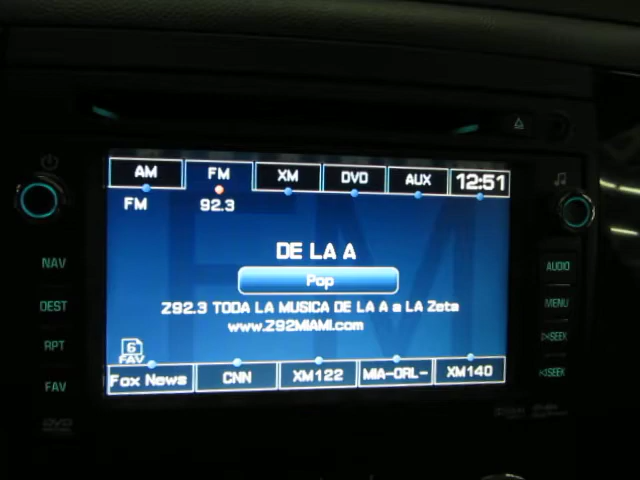 AM FM XM DVD AUX 12:51
FM 92.3
DE LA A
Pop
Z92.3 TODA LA MUSICA DE LA A a LA Zeta
www.Z92MIAMI.com
6
FAV
Fox News CNN XM122 MIA-ORL- XM140
NAV
DEST
RPT
FAV
DVD
AUDIO
MENU
SEEK
SEEK